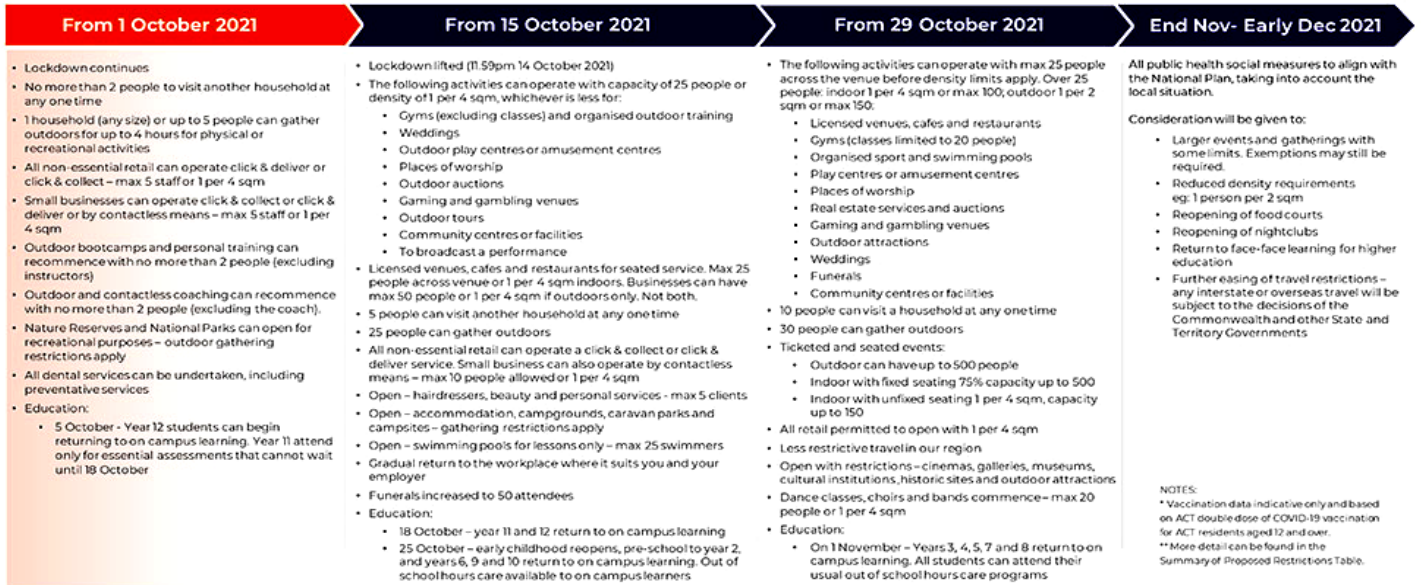 From 1 October 2021
• Lockdown continues
• No more than 2 people to visit another household at
any one time
• 1 household (any size) or up to 5 people can gather
outdoors for up to 4 hours for physical or
recreational activities
• All non-essential retail can operate click & deliver or
click & collect – max 5 staff or 1 per 4 sqm
• Small businesses can operate click & collect or click &
deliver or by contactless means – max 5 staff or 1 per
4 sqm
• Outdoor bootcamps and personal training can
recommence with no more than 2 people (excluding
instructors)
• Outdoor and contactless coaching can recommence
with no more than 2 people (excluding the coach).
• Nature Reserves and National Parks can open for
recreational purposes – outdoor gathering
restrictions apply
• All dental services can be undertaken, including
preventative services
• Education:
• 5 October - Year 12 students can begin
returning to on campus learning. Year 11 attend
only for essential assessments that cannot wait
until 18 October
From 15 October 2021
• Lockdown lifted (11.59pm 14 October 2021)
• The following activities can operate with capacity of 25 people or
density of 1 per 4 sqm, whichever is less for:
• Gyms (excluding classes) and organised outdoor training
• Weddings
• Outdoor play centres or amusement centres
• Places of worship
• Outdoor auctions
• Gaming and gambling venues
• Outdoor tours
• Community centres or facilities
• To broadcast a performance
• Licensed venues, cafes and restaurants for seated service. Max 25
people across venue or 1 per 4 sqm indoors. Businesses can have
max 50 people or 1 per 4 sqm if outdoors only. Not both.
• 5 people can visit another household at any one time
• 25 people can gather outdoors
• All non-essential retail can operate a click & collect or click &
deliver service. Small business can also operate by contactless
means – max 10 people allowed or 1 per 4 sqm
• Open – hairdressers, beauty and personal services - max 5 clients
• Open – accommodation, campgrounds, caravan parks and
campsites – gathering restrictions apply
• Open – swimming pools for lessons only – max 25 swimmers
• Gradual return to the workplace where it suits you and your
employer
• Funerals increased to 50 attendees
• Education:
• 18 October – year 11 and 12 return to on campus learning
• 25 October – early childhood reopens, pre-school to year 2,
and years 6, 9 and 10 return to on campus learning. Out of
school hours care available to on campus learners
From 29 October 2021
• The following activities can operate with max 25 people
across the venue before density limits apply. Over 25
people: indoor 1 per 4 sqm or max 100; outdoor 1 per 2
sqm or max 150:
• Licensed venues, cafes and restaurants
• Gyms (classes limited to 20 people)
• Organised sport and swimming pools
• Play centres or amusement centres
• Places of worship
• Real estate services and auctions
• Gaming and gambling venues
• Outdoor attractions
• Weddings
• Funerals
• Community centres or facilities
• 10 people can visit a household at any one time
• 30 people can gather outdoors
• Ticketed and seated events:
• Outdoor can have up to 500 people
• Indoor with fixed seating 75% capacity up to 500
• Indoor with unfixed seating 1 per 4 sqm, capacity
up to 150
• All retail permitted to open with 1 per 4 sqm
• Less restrictive travel in our region
• Open with restrictions – cinemas, galleries, museums,
cultural institutions, historic sites and outdoor attractions
• Dance classes, choirs and bands commence – max 20
people or 1 per 4 sqm
• Education:
• On 1 November – Years 3, 4, 5, 7 and 8 return to on
campus learning. All students can attend their
usual out of school hours care programs
End Nov- Early Dec 2021
All public health social measures to align with
the National Plan, taking into account the
local situation.
Consideration will be given to:
• Larger events and gatherings with
some limits. Exemptions may still be
required.
• Reduced density requirements
eg: 1 person per 2 sqm
• Reopening of food courts
• Reopening of nightclubs
• Return to face-face learning for higher
education
• Further easing of travel restrictions –
any interstate or overseas travel will be
subject to the decisions of the
Commonwealth and other State and
Territory Governments
NOTES:
* Vaccination data indicative only and based
on ACT double dose of COVID-19 vaccination
for ACT residents aged 12 and over.
** More detail can be found in the
Summary of Proposed Restrictions Table.